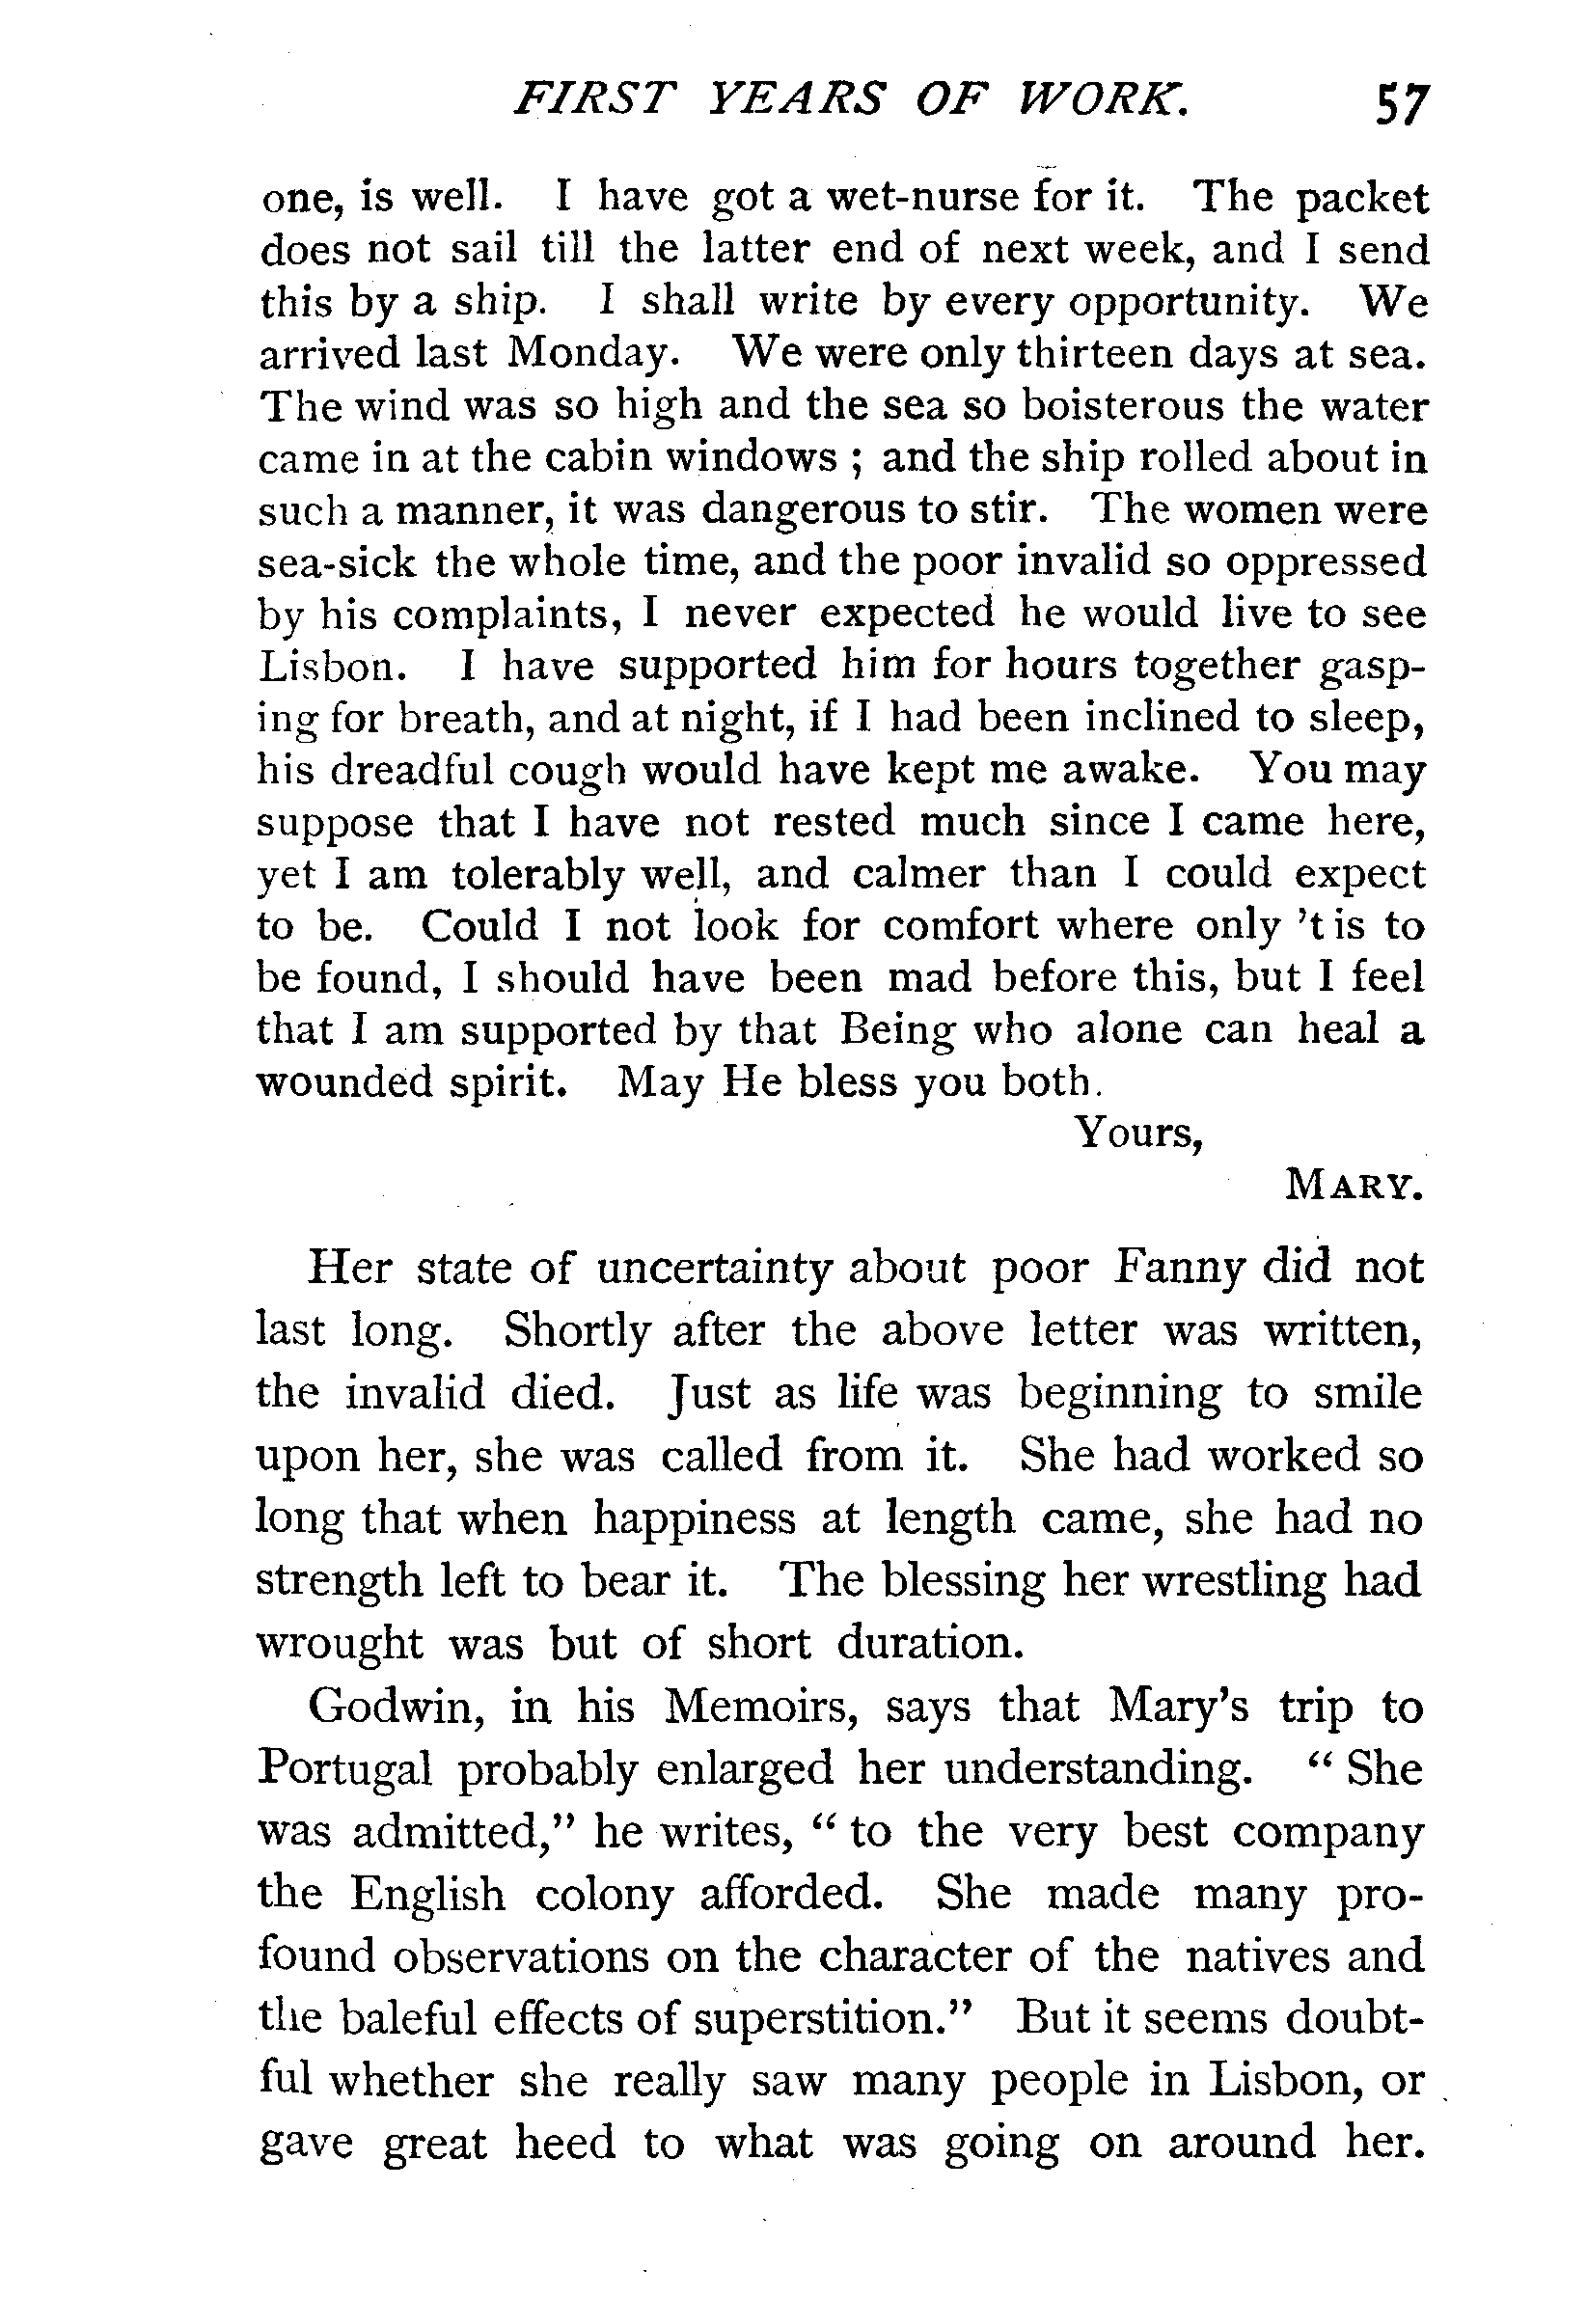 FIRST YEARS OF WORK. 57
one, is well. I have got a wet-nurse for it. The packet
does not sail till the latter end of next week, and I send
this by a ship. I shall write by every opportunity. We
arrived last Monday. We were only thirteen days at sea.
The wind was so high and the sea so boisterous the water
came in at the cabin windows ; and the ship rolled about in
such a manner, it was dangerous to stir. The women were
sea-sick the whole time, and the poor invalid so oppressed
by his complaints, I never expected he would live to see
Lisbon. I have supported him for hours together gasp-
ing for breath, and at night, if I had been inclined to sleep,
his dreadful cough would have kept me awake. You may
suppose that I have not rested much since I came here,
yet I am tolerably well, and calmer than I could expect
to be. Could I not look for comfort where only 't is to
be found, I should have been mad before this, but I feel
that I am supported by that Being who alone can heal a
wounded spirit. May He bless you both.
Yours,
MARY.
Her state of uncertainty about poor Fanny did not
last long. Shortly after the above letter was written,
the invalid died. Just as life was beginning to smile
upon her, she was called from it. She had worked so
long that when happiness at length came, she had no
strength left to bear it. The blessing her wrestling had
wrought was but of short duration.
Godwin, in his Memoirs, says that Mary's trip to
Portugal probably enlarged her understanding. " She
was admitted," he writes, " to the very best company
the English colony afforded. She made many pro-
found observations on the character of the natives and
the baleful effects of superstition." But it seems doubt-
ful whether she really saw many people in Lisbon, or
gave great heed to what was going on around her.